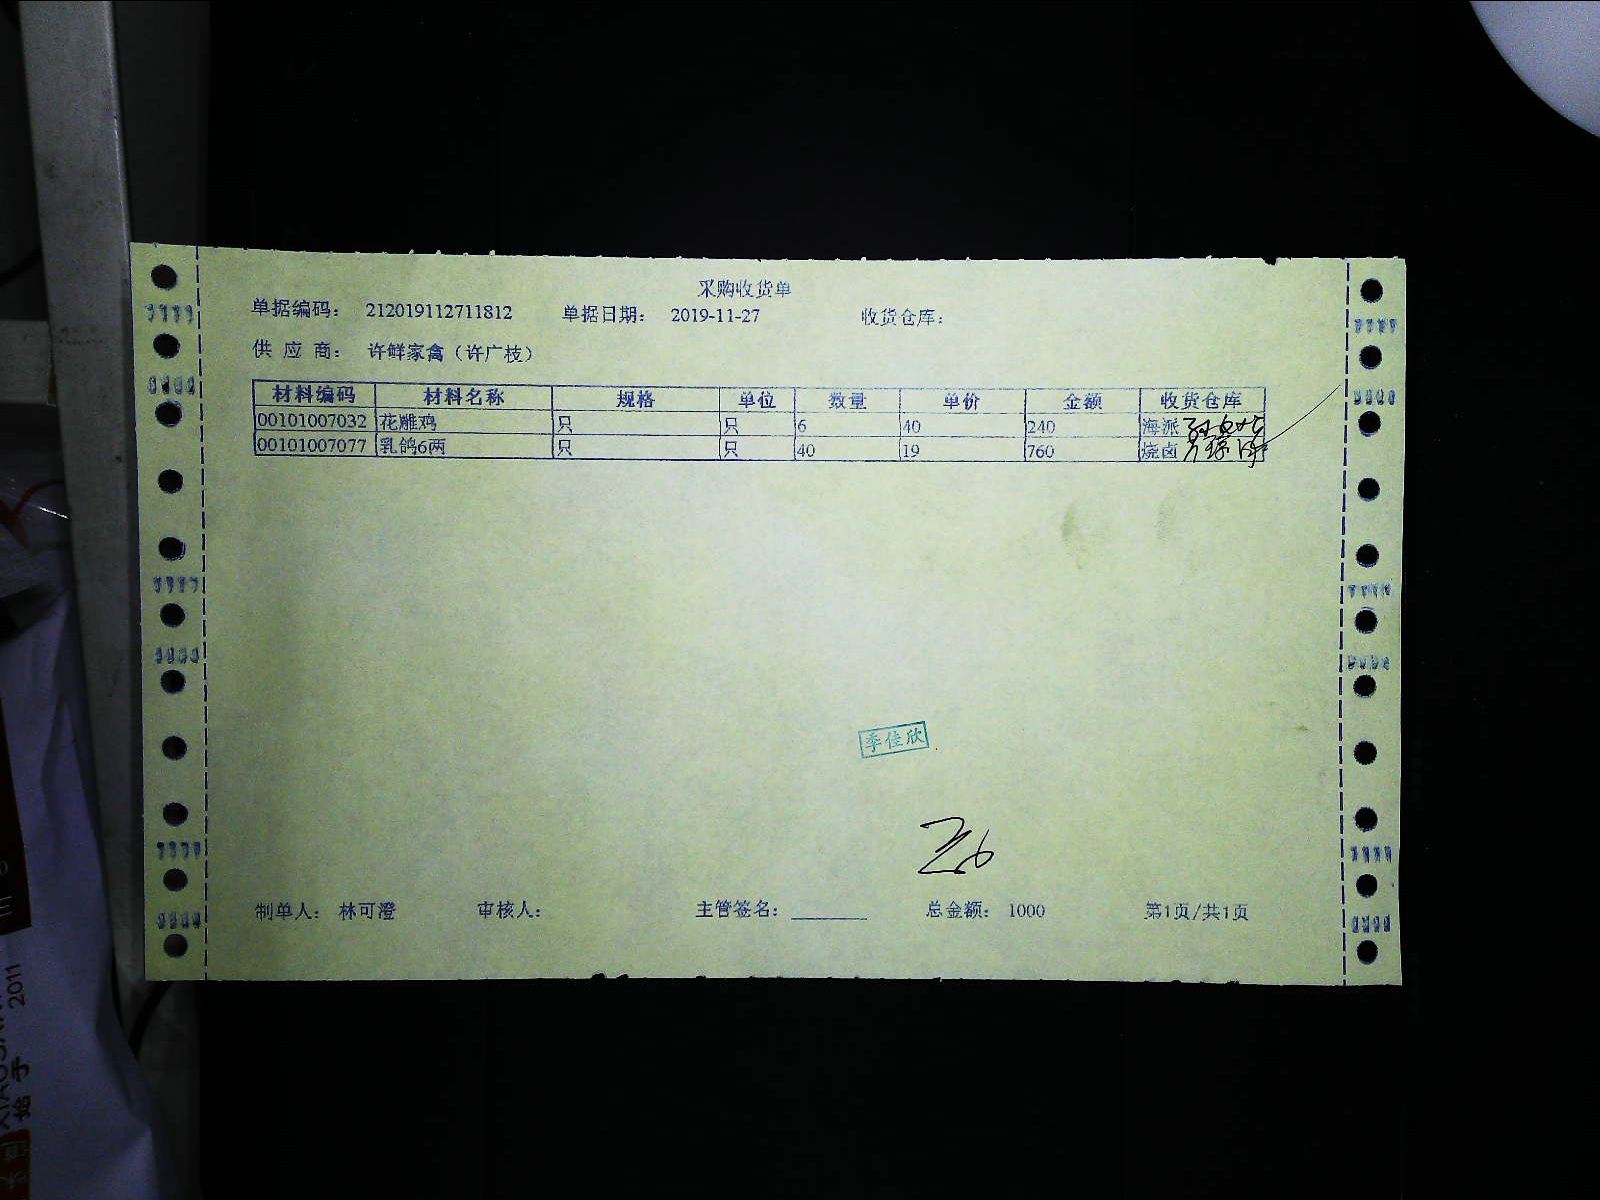 采购收货单
单据编码： 212019112711812 单据日期： 2019-11-27 收货仓库：
供 应 商： 许鲜家禽（许广枝）
材料编码 材料名称 规格 单位 数量 单价 金额 收货仓库
00101007032 花雕鸡 只 只 6 40 240 海派
00101007077 乳鸽6两 只 只 40 19 760 烧卤
季佳欣
制单人： 林可澄 审核人： 主管签名：________ 总金额： 1000 第1页/共1页
2011